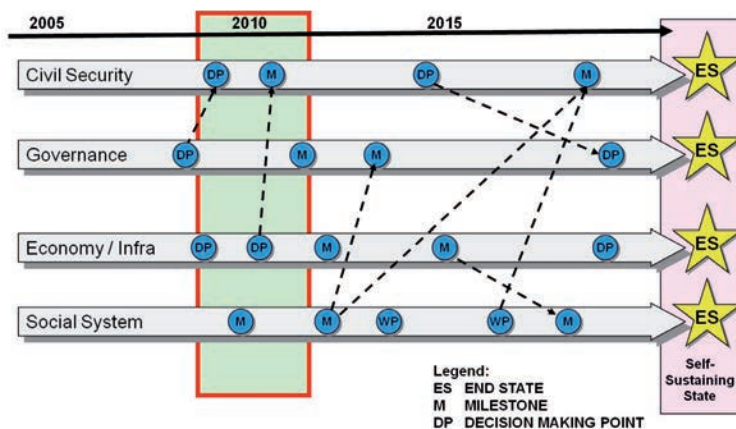 2005 2010 2015
Civil Security DP M DP M ES
Governance DP M M DP ES
Economy / Infra DP DP M M DP ES
Social System M M WP WP M ES
Self-
Sustaining
State
Legend:
ES END STATE
M MILESTONE
DP DECISION MAKING POINT